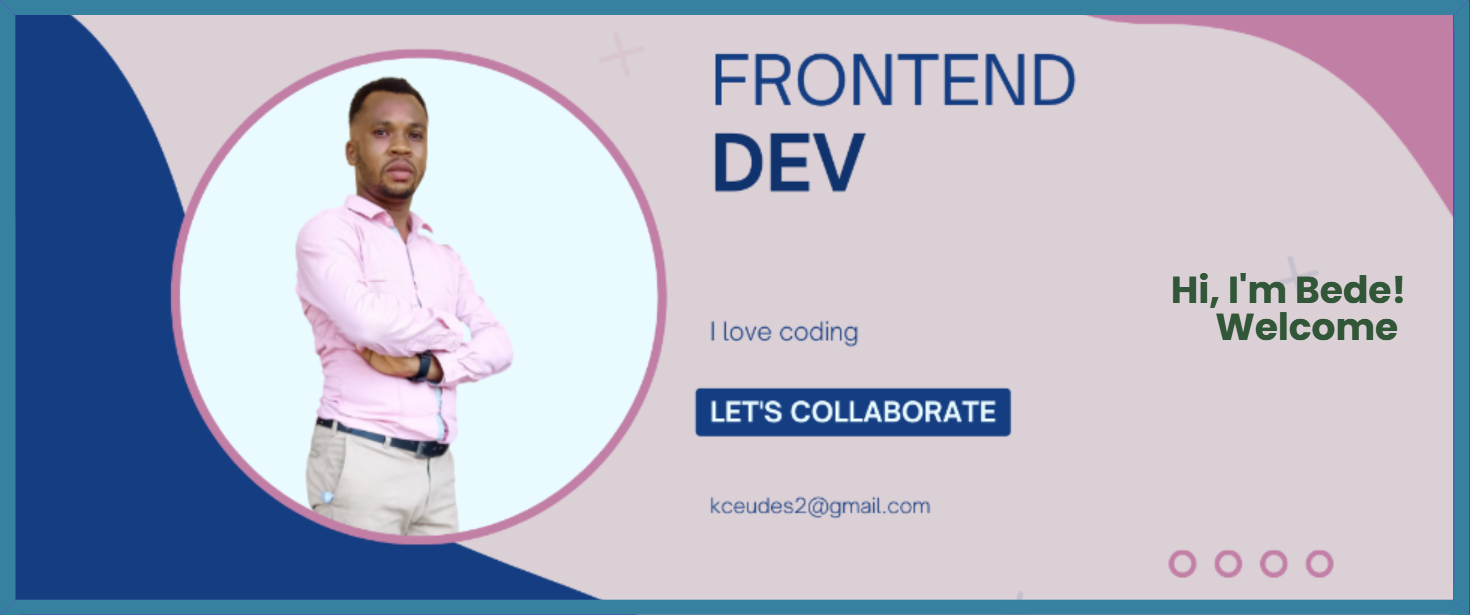 FRONTEND
DEV
Hi, I'm Bede!
Welcome
I love coding
LET'S COLLABORATE
kceudes2@gmail.com